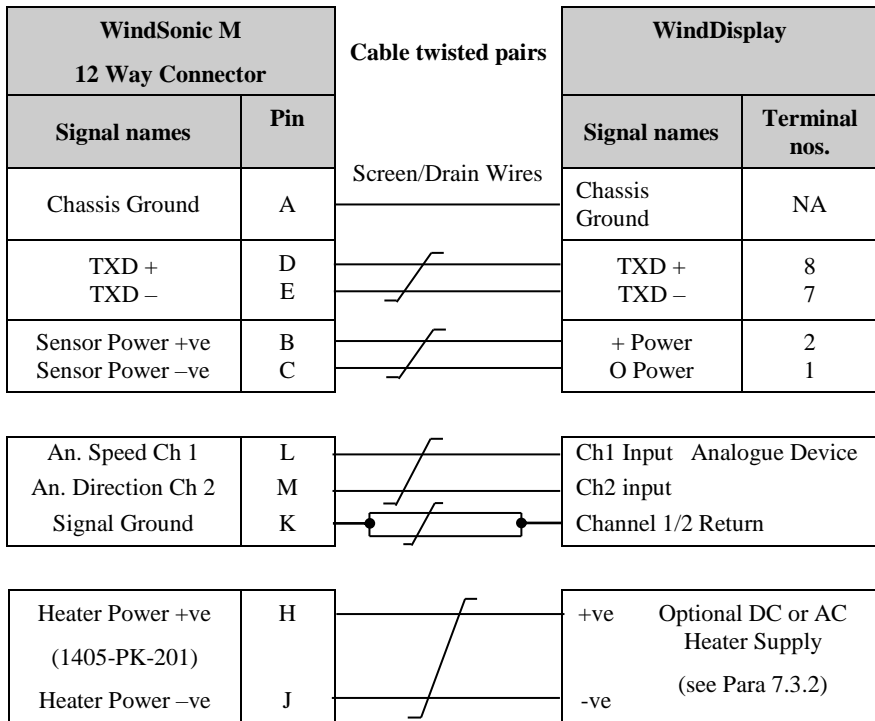 WindSonic M
12 Way Connector
Cable twisted pairs
WindDisplay
Signal names Pin
Signal names Terminal nos.
Screen/Drain Wires
Chassis Ground A
Chassis Ground NA
TXD + D TXD + 8
TXD – E TXD – 7
Sensor Power +ve B + Power 2
Sensor Power –ve C O Power 1
An. Speed Ch 1 L Ch1 Input Analogue Device
An. Direction Ch 2 M Ch2 input
Signal Ground K Channel 1/2 Return
Heater Power +ve H +ve Optional DC or AC
Heater Supply
(1405-PK-201)
(see Para 7.3.2)
Heater Power –ve J -ve